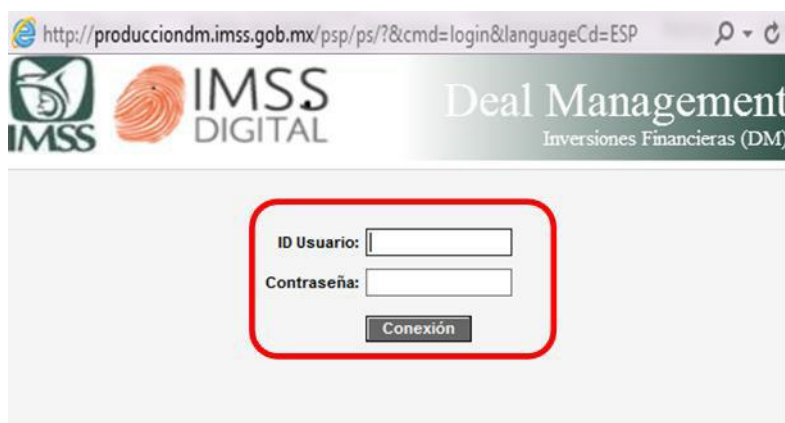 http://producciondm.imss.gob.mx/psp/ps/?&cmd=login&languageCd=ESP
IMSS
IMSS
DIGITAL
Deal Management
Inversiones Financieras (DM)
ID Usuario:
Contraseña:
Conexión